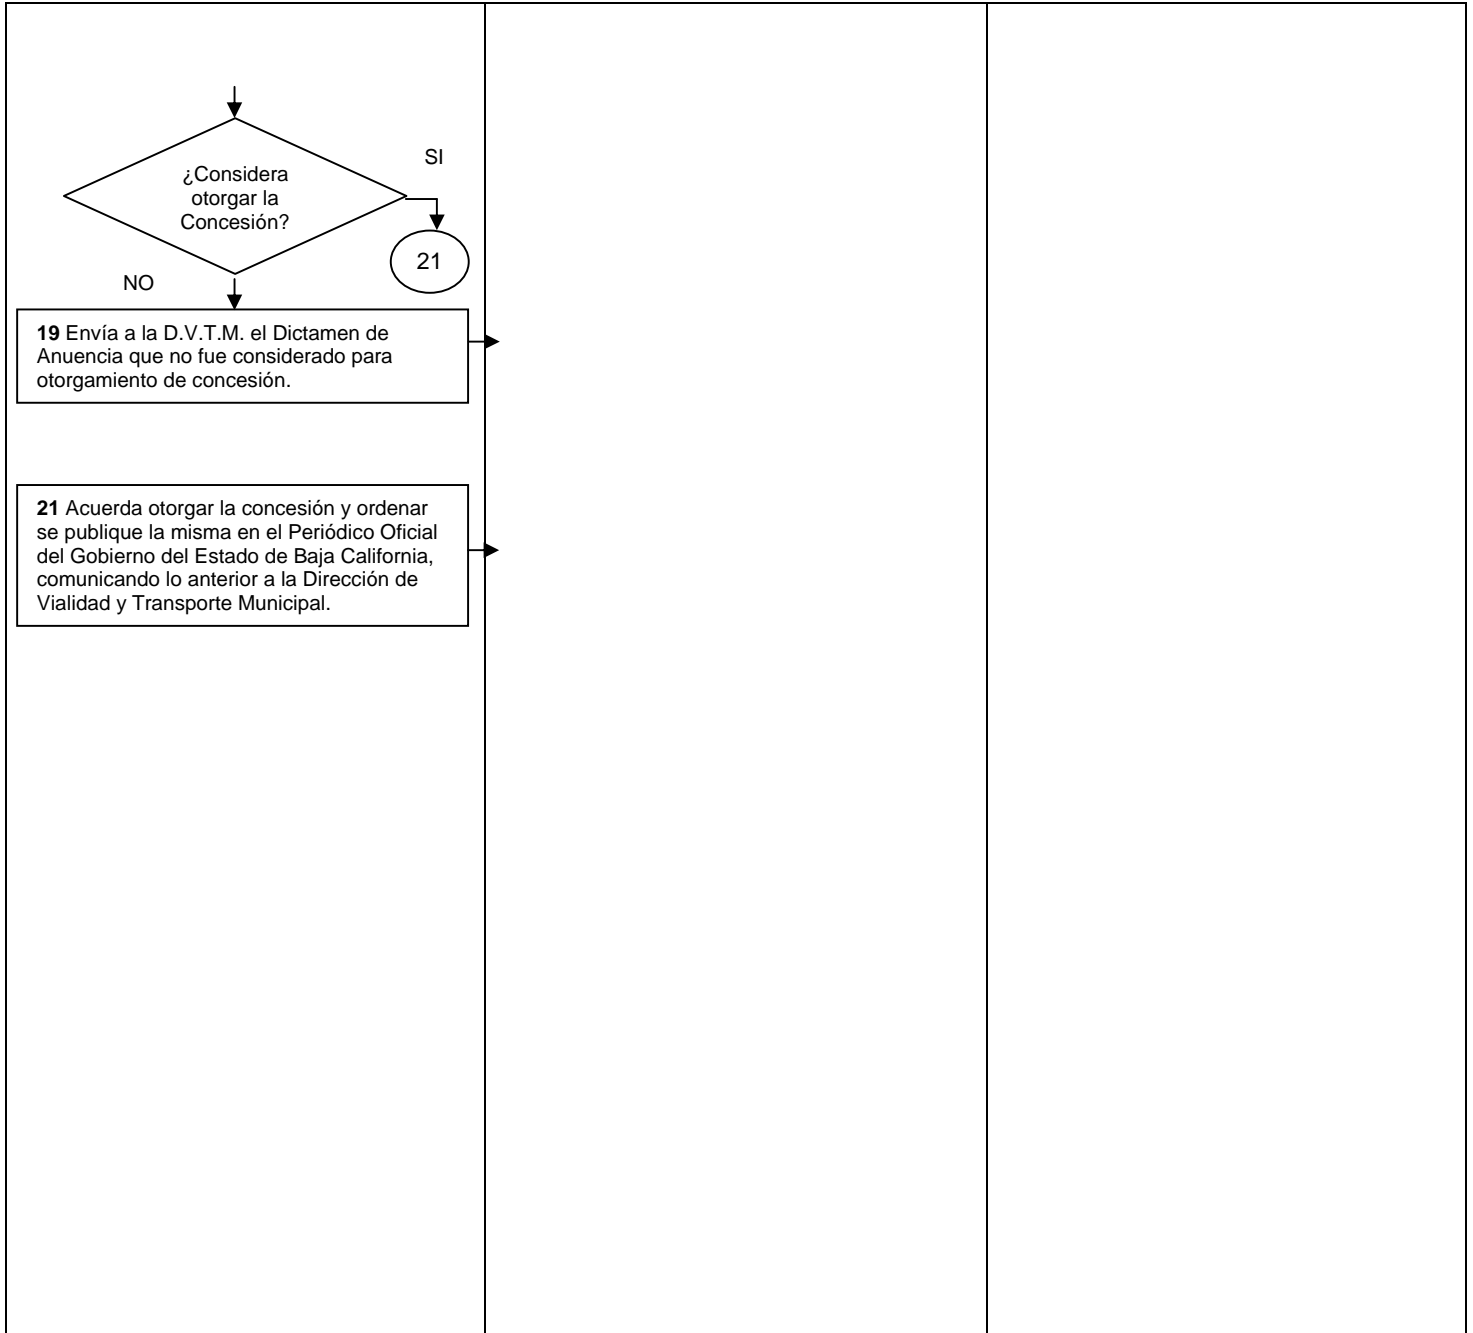 ¿Considera
otorgar la
Concesión?
SI
21
NO
19 Envía a la D.V.T.M. el Dictamen de
Anuencia que no fue considerado para
otorgamiento de concesión.
21 Acuerda otorgar la concesión y ordenar
se publique la misma en el Periódico Oficial
del Gobierno del Estado de Baja California,
comunicando lo anterior a la Dirección de
Vialidad y Transporte Municipal.